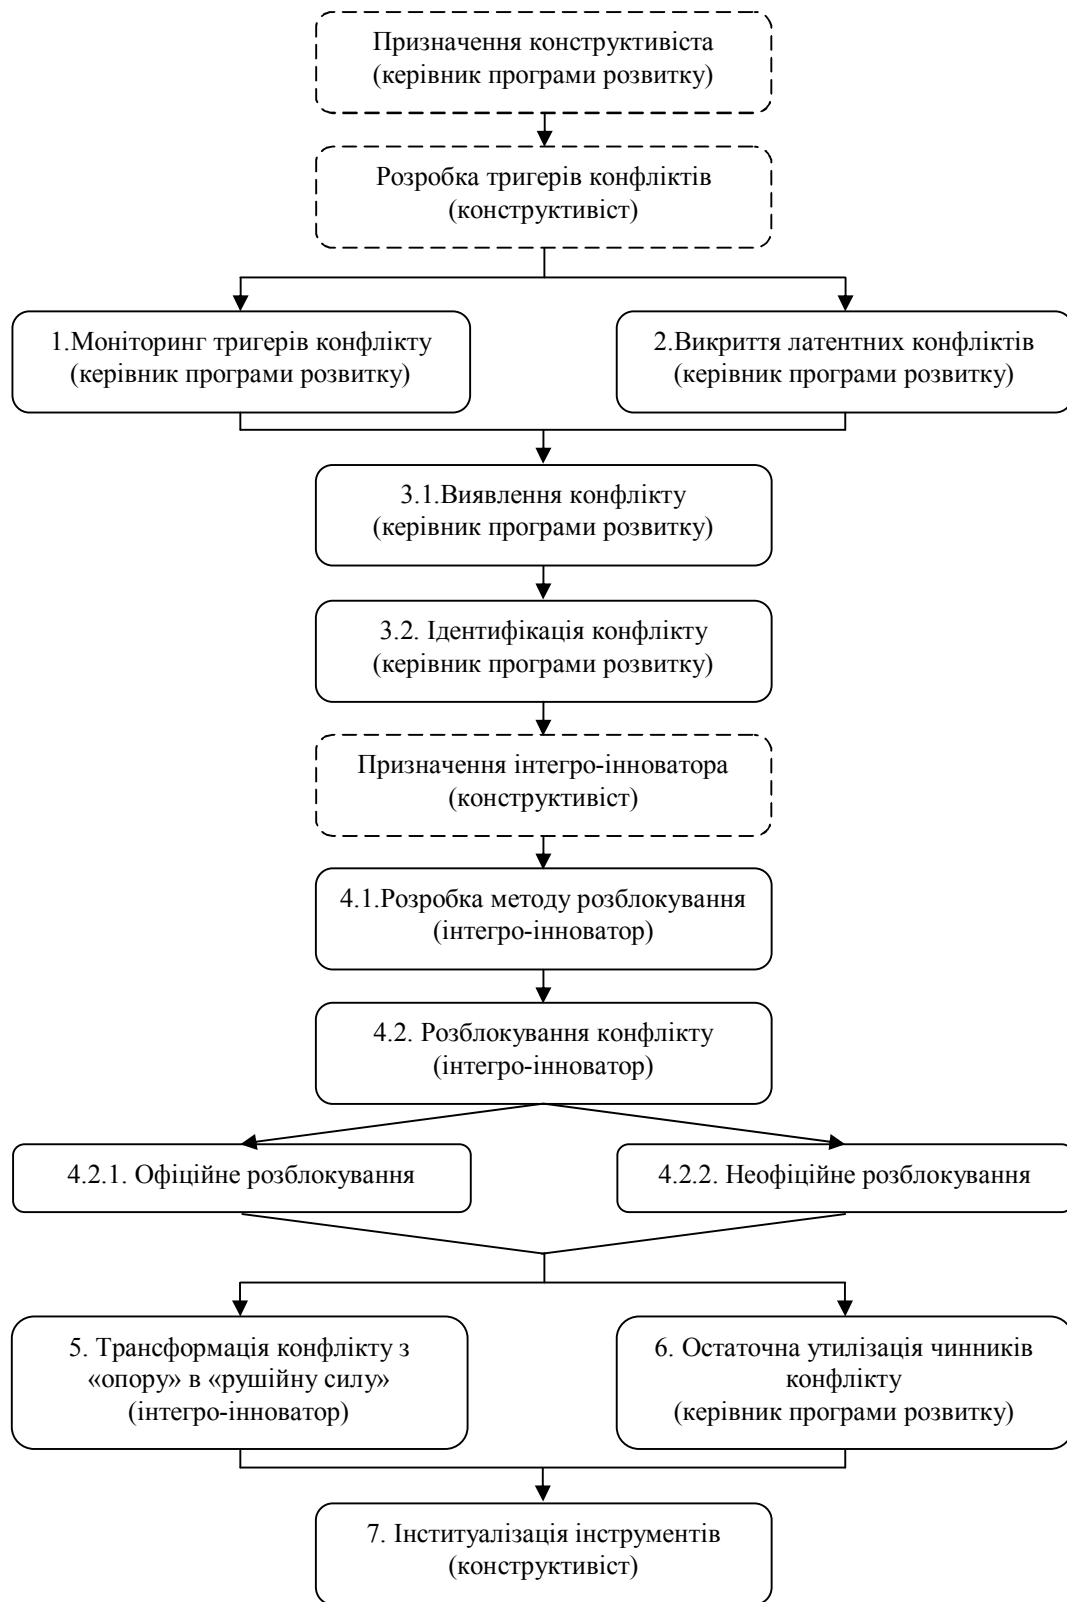 Призначення конструктивіста
(керівник програми розвитку)
Розробка тригерів конфліктів
(конструктивіст)
1.Моніторинг тригерів конфлікту
(керівник програми розвитку)
2.Викриття латентних конфліктів
(керівник програми розвитку)
3.1.Виявлення конфлікту
(керівник програми розвитку)
3.2. Ідентифікація конфлікту
(керівник програми розвитку)
Призначення інтегро-інноватора
(конструктивіст)
4.1.Розробка методу розблокування
(інтегро-інноватор)
4.2. Розблокування конфлікту
(інтегро-інноватор)
4.2.1. Офіційне розблокування
4.2.2. Неофіційне розблокування
5. Трансформація конфлікту з
«опору» в «рушійну силу»
(інтегро-інноватор)
6. Остаточна утилізація чинників
конфлікту
(керівник програми розвитку)
7. Інституалізація інструментів
(конструктивіст)